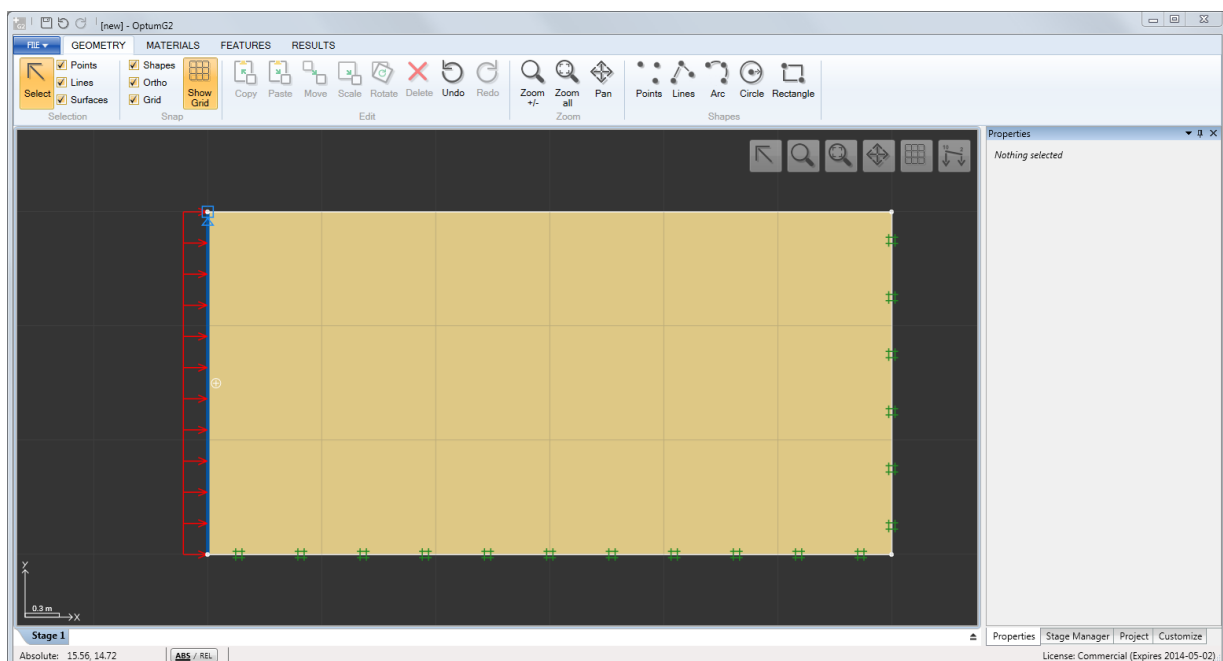 [new] - OptumG2
FILE GEOMETRY MATERIALS FEATURES RESULTS
Select
Points
Lines
Surfaces
Selection
Shapes
Ortho
Grid
Show
Grid
Snap
Copy Paste Move Scale Rotate Delete Undo Redo
Edit
Zoom
+/-
Zoom
all
Pan
Zoom
Points Lines Arc Circle Rectangle
Shapes
Properties
Nothing selected
Y
0.3 m
X
Stage 1
Properties Stage Manager Project Customize
Absolute: 15.56, 14.72 ABS / REL License: Commercial (Expires 2014-05-02)